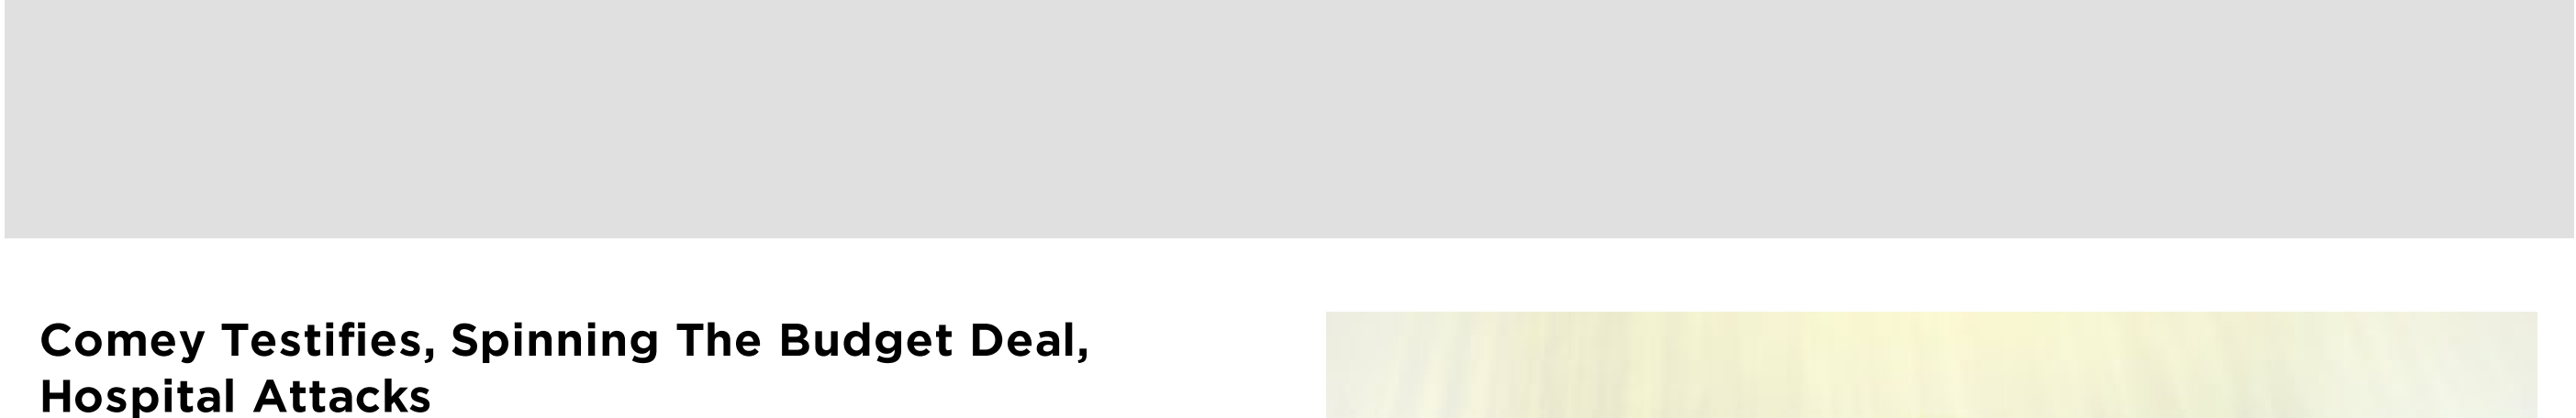 Comey Testifies, Spinning The Budget Deal,
Hospital Attacks